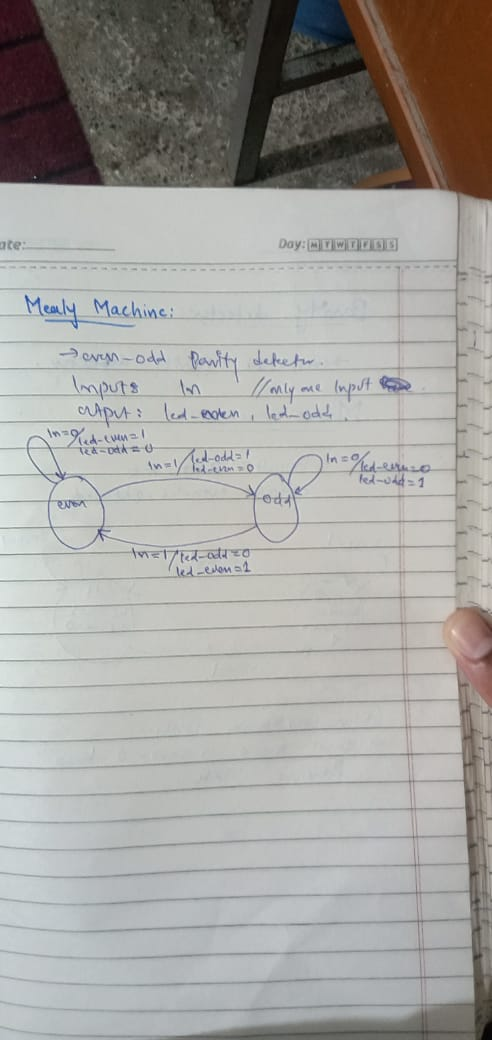 ate:
Day: M T W T F S S
Mealy Machine:
→ even-odd Parity detector.
Inputs In //only one Input
output: led-even, led-odd.
In=0/led-even=1
led-odd=0
In=1/led-odd=1
led-even=0
In=0/led-even=0
led-odd=1
even
odd
In=1/led-odd=0
led-even=1